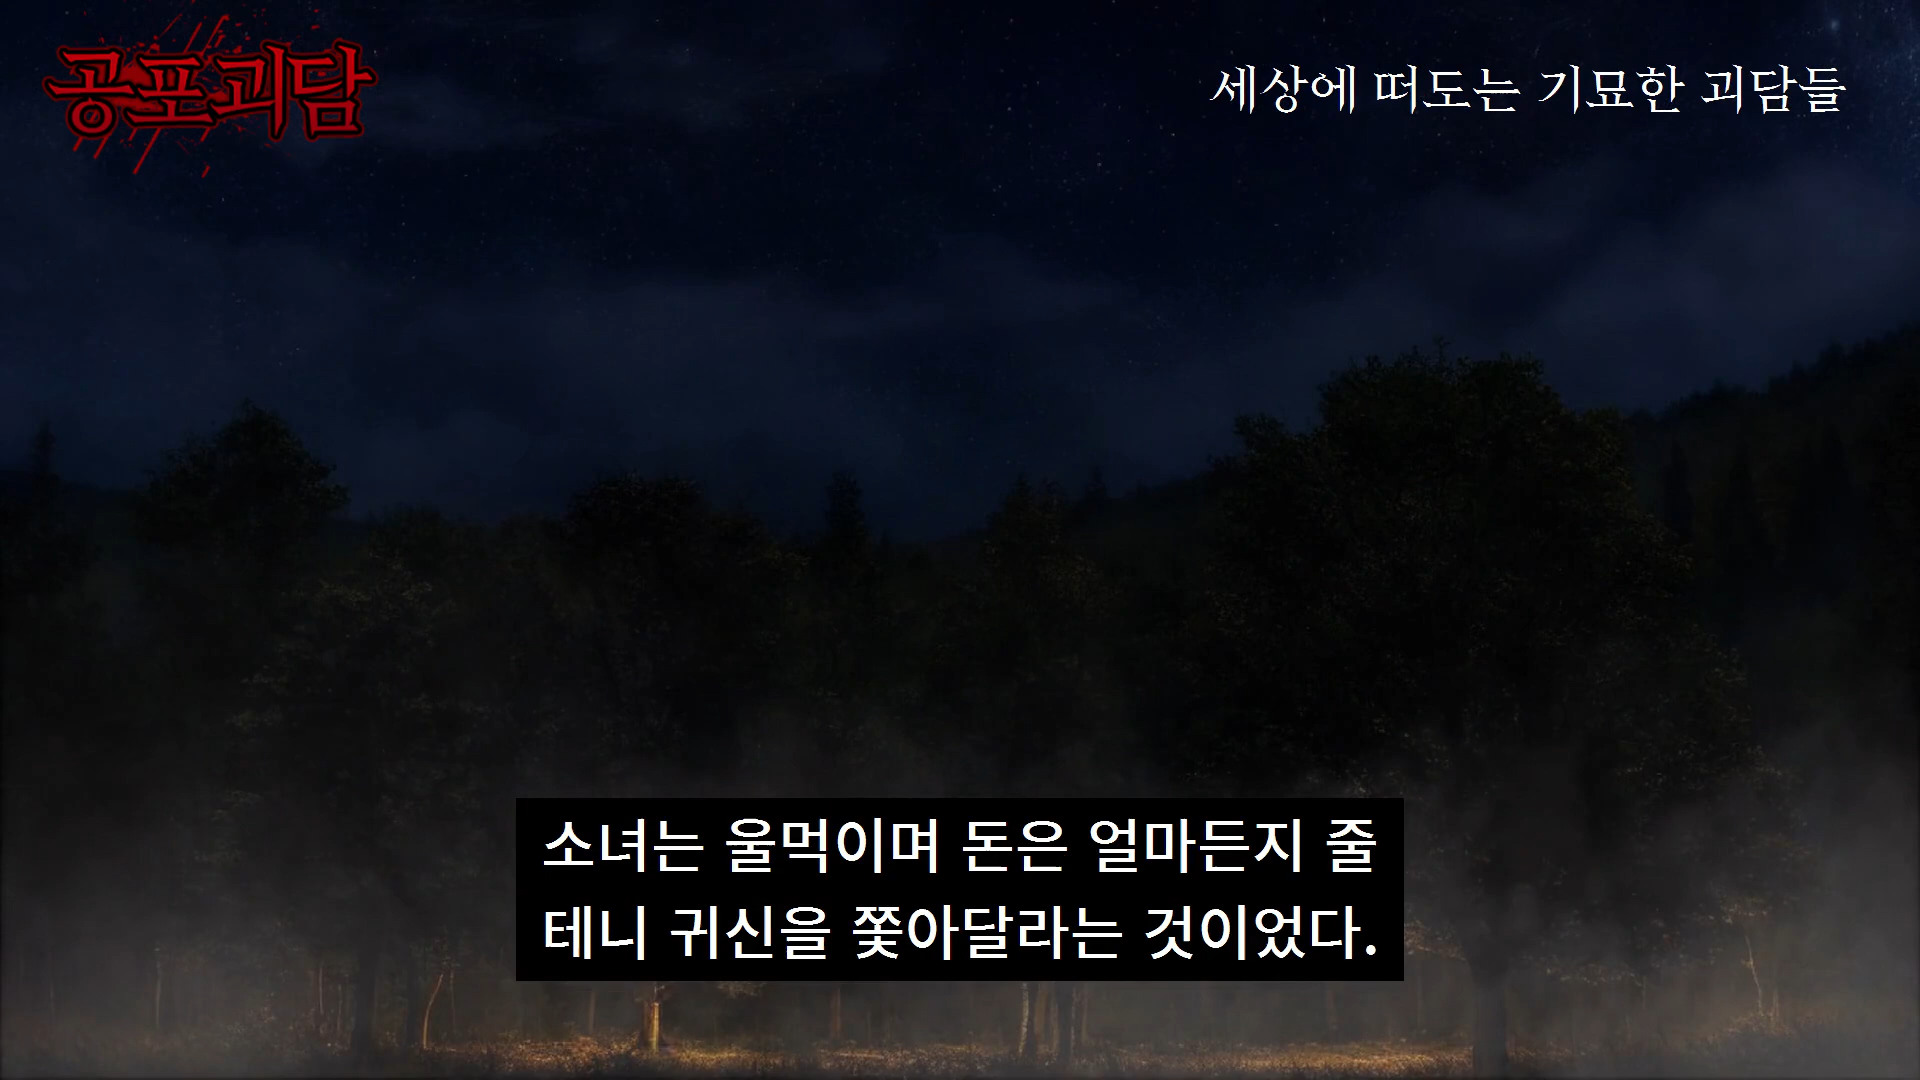 공포괴담
세상에 떠도는 기묘한 괴담들
소녀는 울먹이며 돈은 얼마든지 줄
테니 귀신을 쫓아달라는 것이었다.